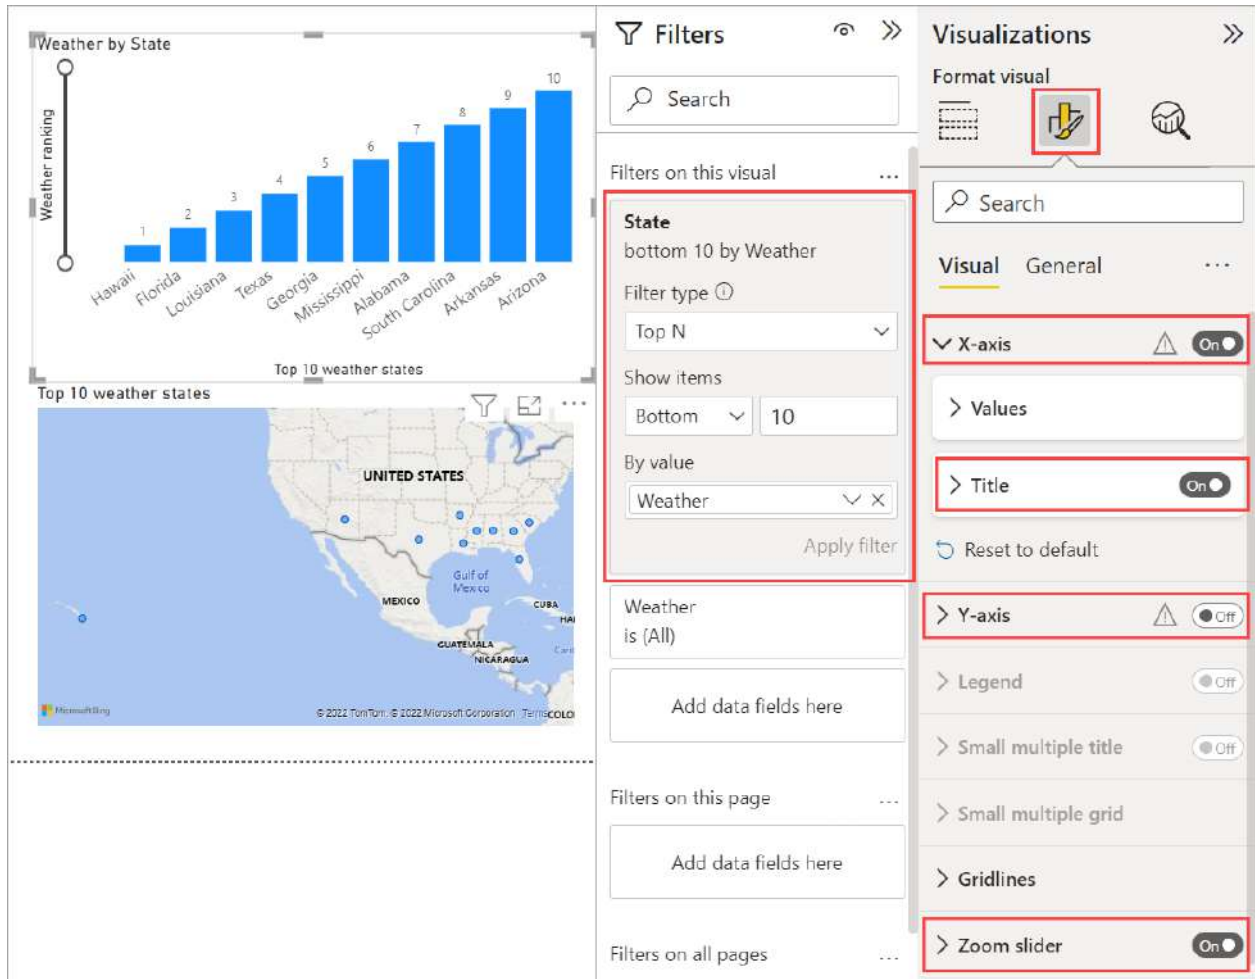 Weather by State
Weather ranking
1
2
3
4
5
6
7
8
9
10
Hawaii
Florida
Louisiana
Texas
Georgia
Mississippi
Alabama
South Carolina
Arkansas
Arizona
Top 10 weather states
Top 10 weather states
UNITED STATES
Gulf of
Mexico
MEXICO
CUBA
HAI
GUATEMALA
NICARAGUA
Microsoft Bing
© 2022 TomTom, © 2022 Microsoft Corporation Terms
COLO
Filters
Search
Filters on this visual ...
State
bottom 10 by Weather
Filter type
Top N
Show items
Bottom 10
By value
Weather
Apply filter
Weather
is (All)
Add data fields here
Filters on this page ...
Add data fields here
Filters on all pages ...
Visualizations
Format visual
Search
Visual General ...
X-axis On
Values
Title On
Reset to default
Y-axis Off
Legend Off
Small multiple title Off
Small multiple grid
Gridlines
Zoom slider On